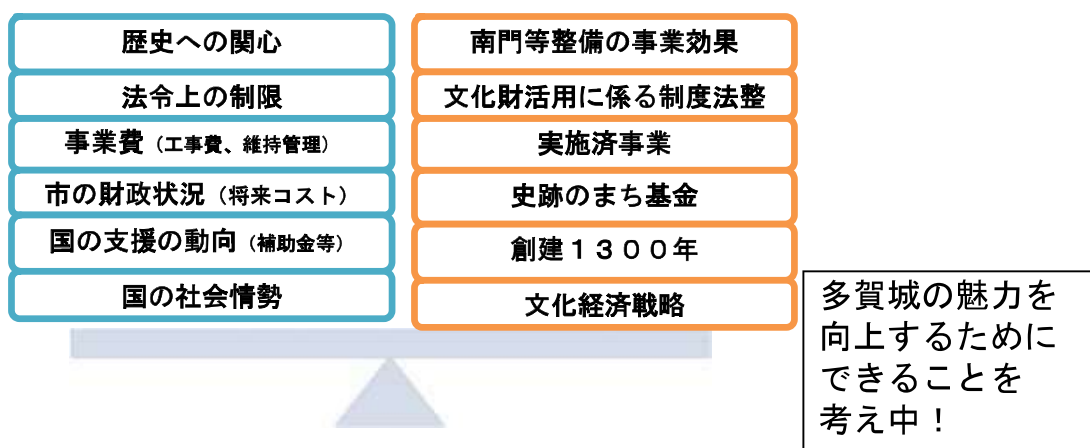 歴史への関心
法令上の制限
事業費（工事費、維持管理）
市の財政状況（将来コスト）
国の支援の動向（補助金等）
国の社会情勢
南門等整備の事業効果
文化財活用に係る制度法整
実施済事業
史跡のまち基金
創建１３００年
文化経済戦略
多賀城の魅力を
向上するために
できることを
考え中！